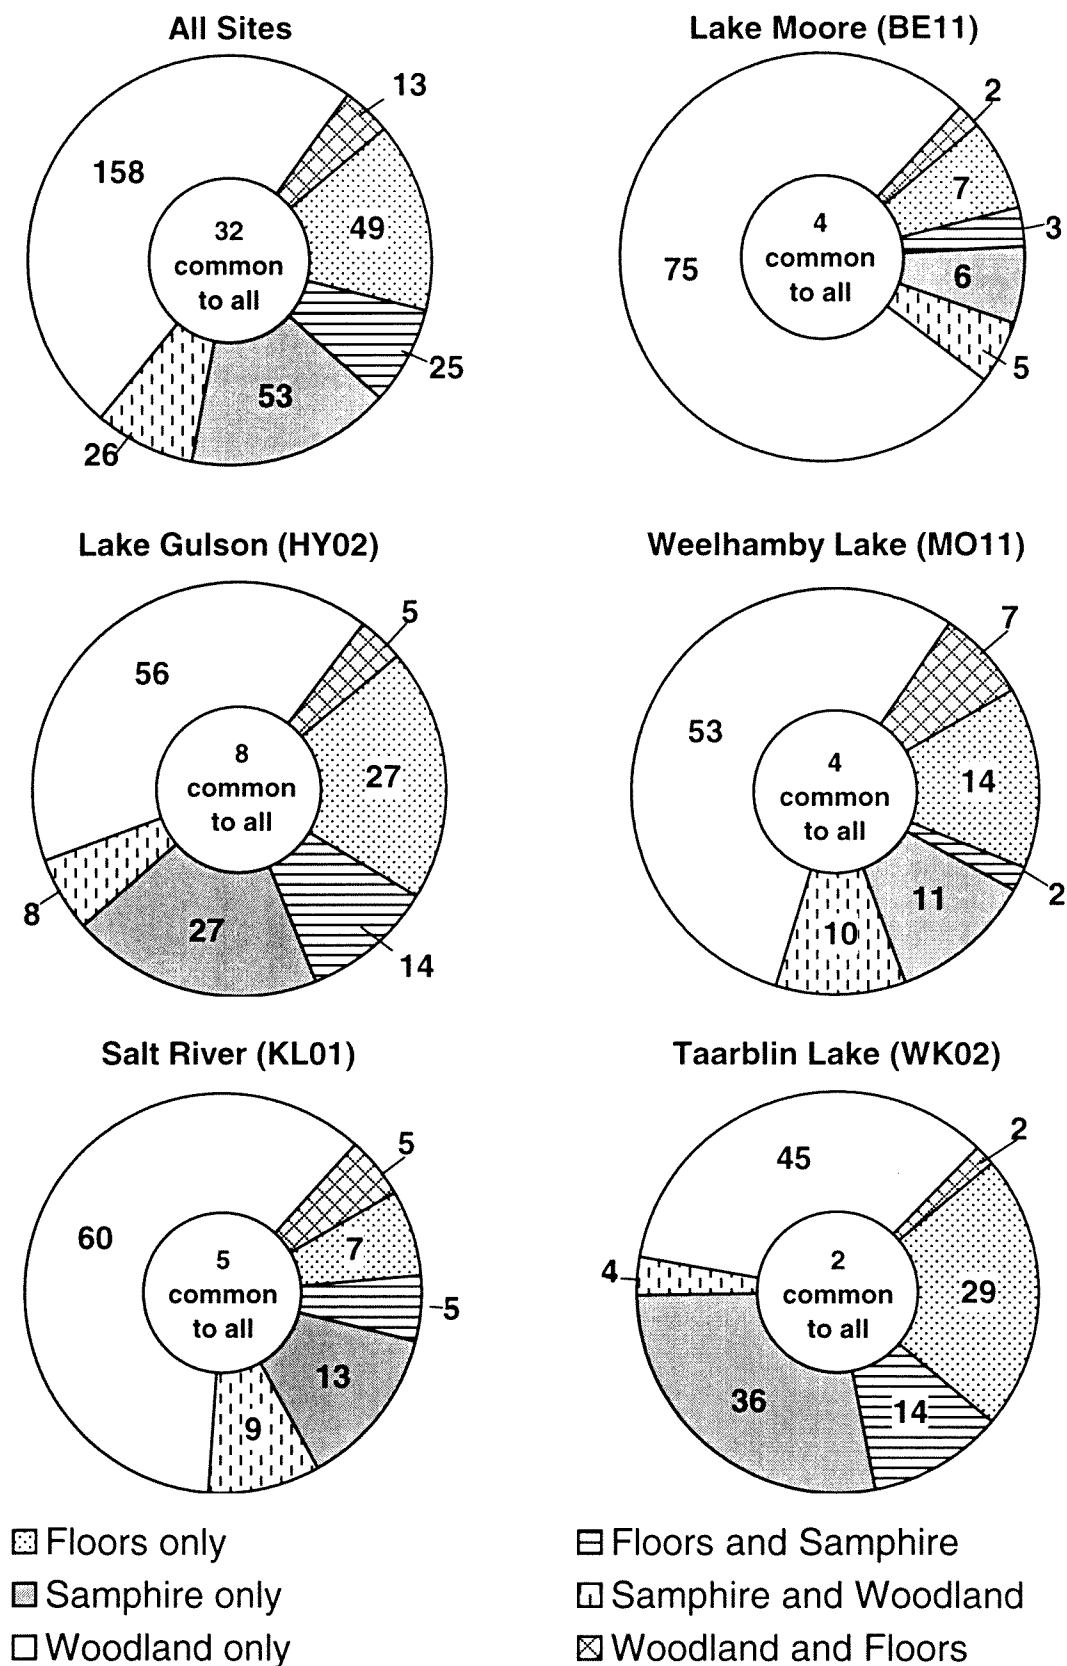 All Sites
13
158
49
32
common
to all
25
53
26
Lake Moore (BE11)
2
7
3
4
common
to all
75
6
5
Lake Gulson (HY02)
5
56
8
common
to all
27
8
27
14
Weelhamby Lake (MO11)
7
53
4
common
to all
14
2
11
10
Salt River (KL01)
5
60
7
5
common
to all
5
13
9
Taarblin Lake (WK02)
2
45
4
2
common
to all
29
36
14
Floors only
Samphire only
Woodland only
Floors and Samphire
Samphire and Woodland
Woodland and Floors